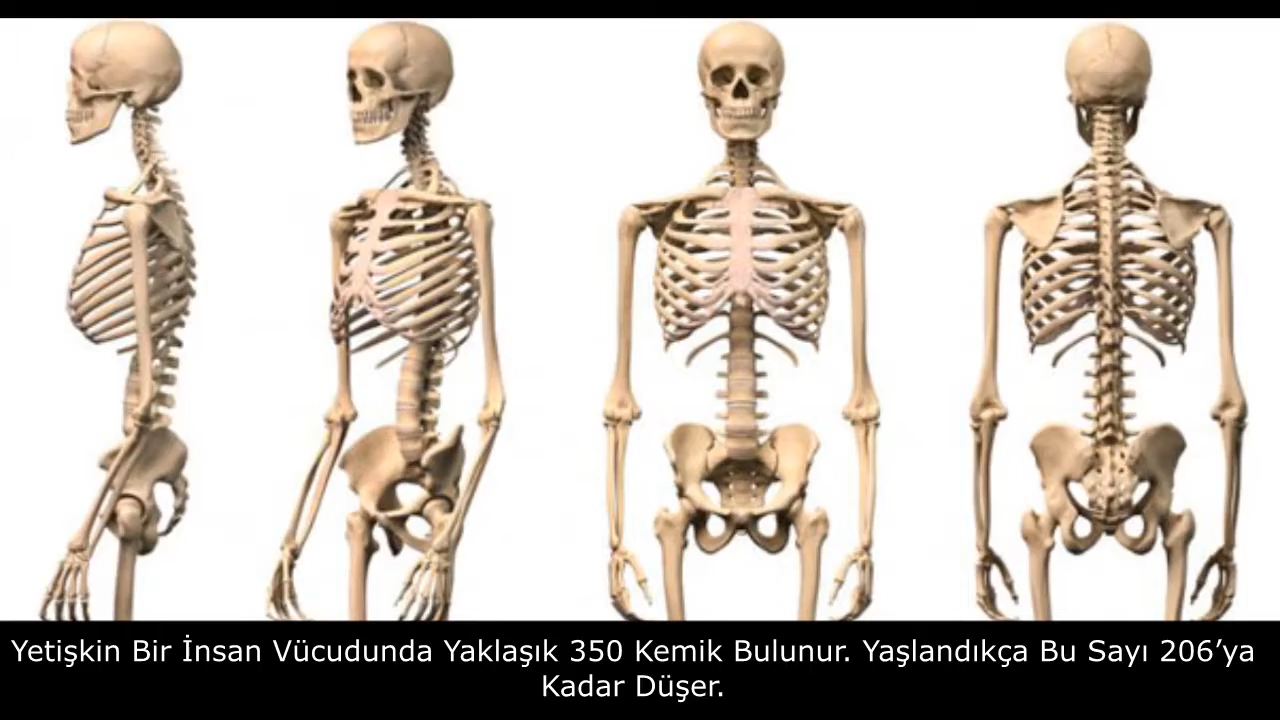 Yetişkin Bir İnsan Vücudunda Yaklaşık 350 Kemik Bulunur. Yaşlandıkça Bu Sayı 206’ya
Kadar Düşer.